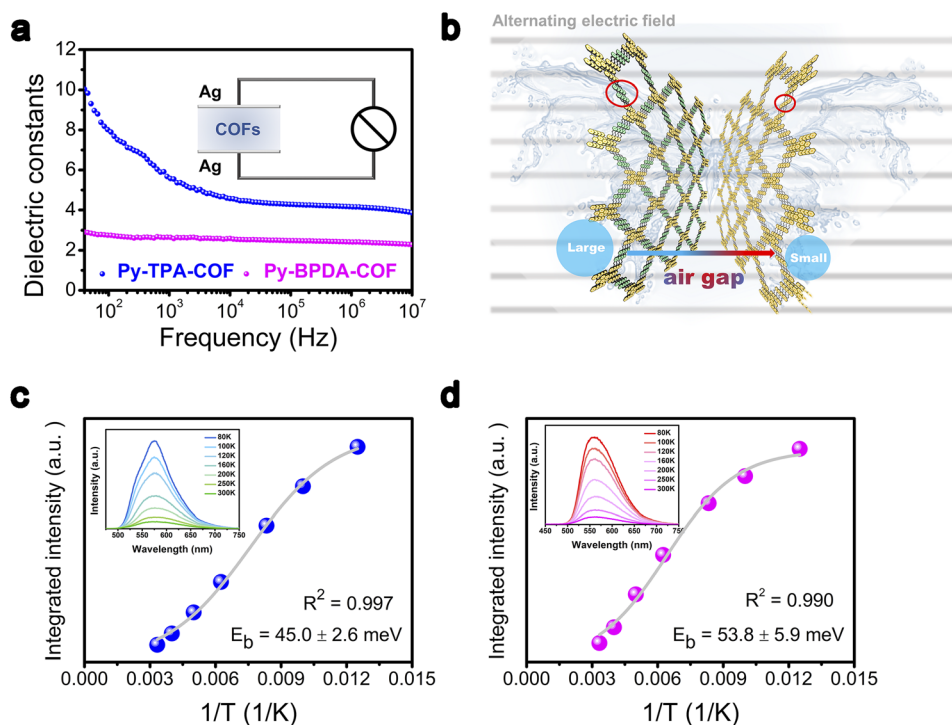 a
Dielectric constants
12
10
8
6
4
2
0
Ag
COFs
Ag
Py-TPA-COF
Py-BPDA-COF
10²
10³
10⁴
10⁵
10⁶
10⁷
Frequency (Hz)
b
Alternating electric field
Large
Small
air gap
c
Integrated intensity (a.u.)
Intensity (a.u.)
80K
100K
120K
160K
200K
250K
300K
500 550 600 650 700 750
Wavelength (nm)
R² = 0.997
E_b = 45.0 ± 2.6 meV
0.000 0.003 0.006 0.009 0.012 0.015
1/T (1/K)
d
Integrated intensity (a.u.)
Intensity (a.u.)
80K
100K
120K
160K
200K
250K
300K
450 500 550 600 650 700 75
Wavelength (nm)
R² = 0.990
E_b = 53.8 ± 5.9 meV
0.000 0.003 0.006 0.009 0.012 0.015
1/T (1/K)